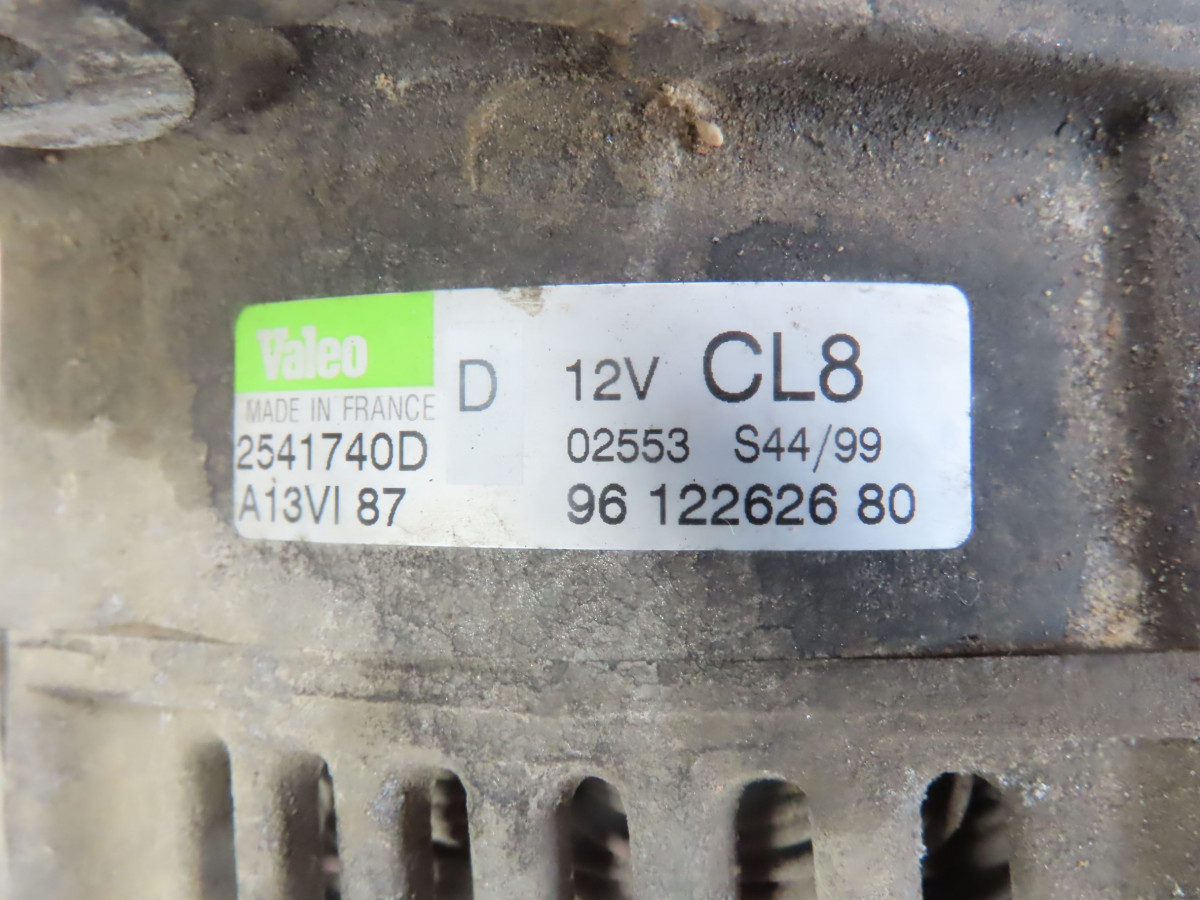 Valeo
MADE IN FRANCE
2541740D
A13VI 87
D
12V CL8
02553 S44/99
96 122626 80